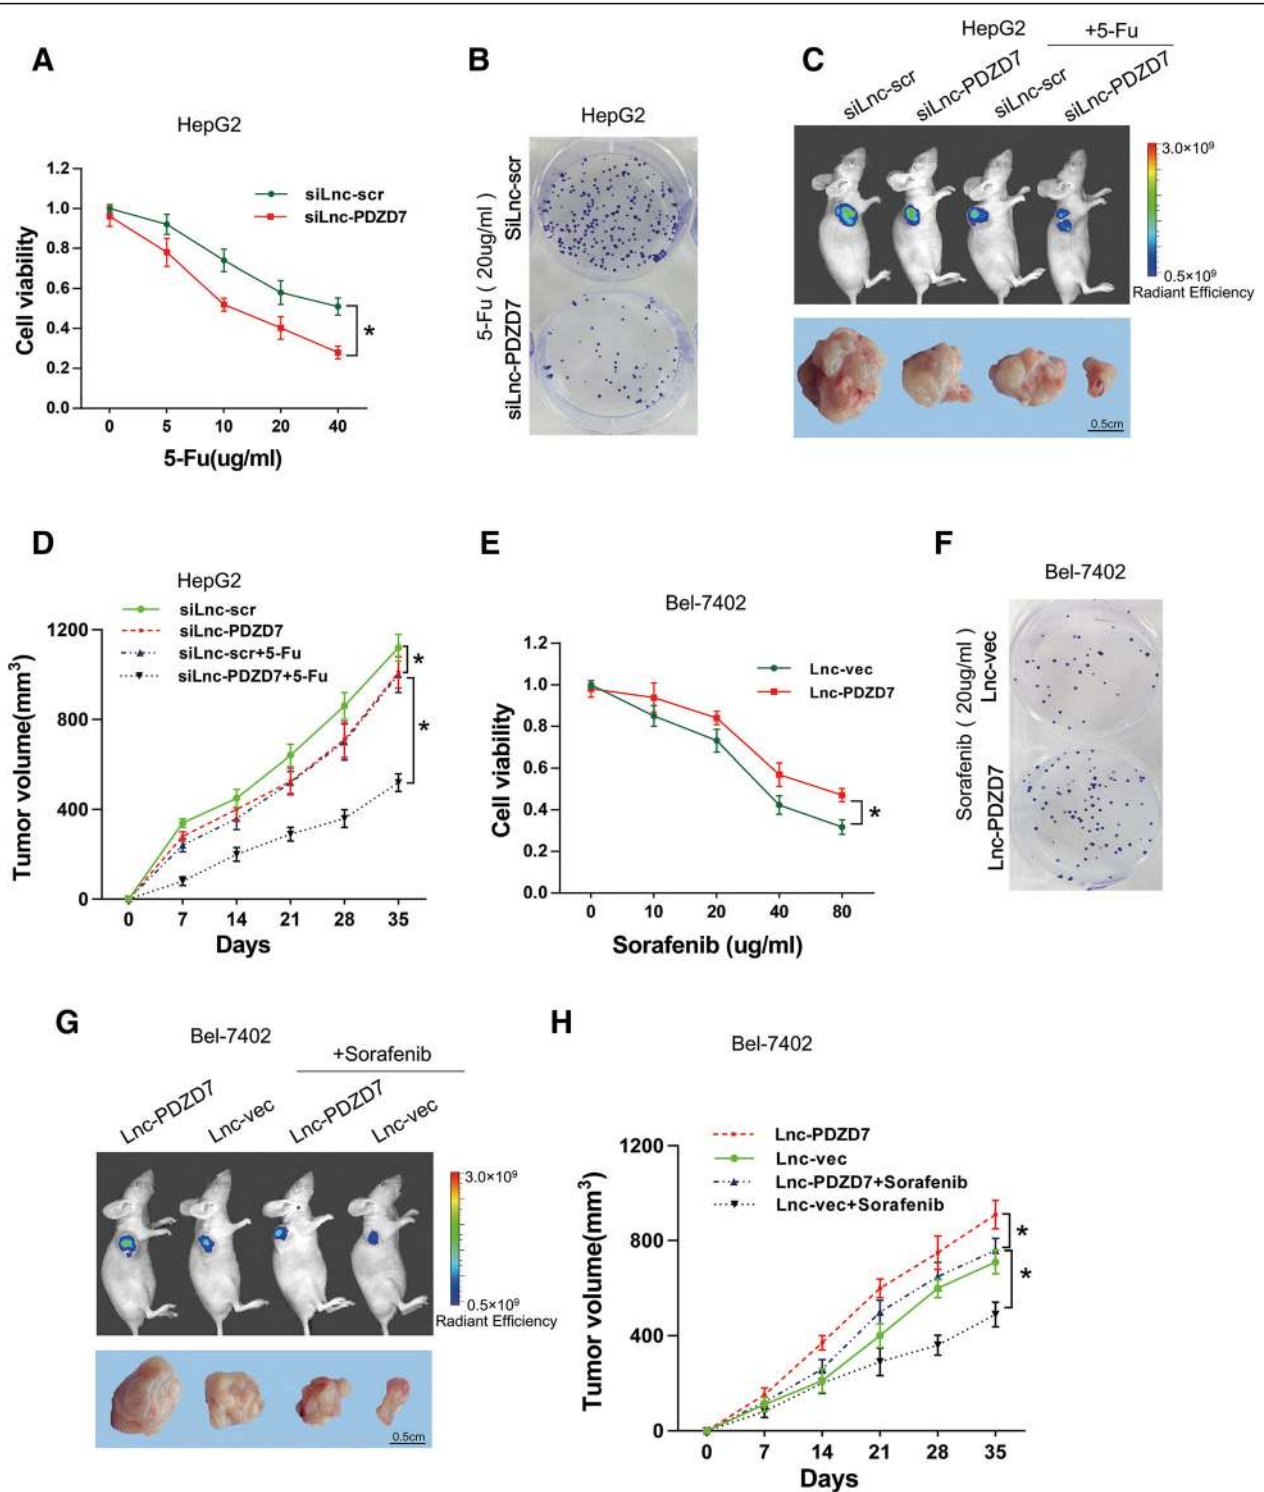 A
HepG2
1.2
1.0
0.8
0.6
0.4
0.2
0.0
Cell viability
siLnc-scr
siLnc-PDZD7
*
0 5 10 20 40
5-Fu(ug/ml)
B
HepG2
5-Fu ( 20ug/ml )
SiLnc-scr
siLnc-PDZD7
C
HepG2
+5-Fu
siLnc-scr
siLnc-PDZD7
siLnc-scr
siLnc-PDZD7
3.0×10⁹
0.5×10⁹
Radiant Efficiency
0.5cm
D
HepG2
siLnc-scr
siLnc-PDZD7
siLnc-scr+5-Fu
siLnc-PDZD7+5-Fu
1200
800
400
0
Tumor volume(mm³)
*
*
0 7 14 21 28 35
Days
E
Bel-7402
1.2
1.0
0.8
0.6
0.4
0.2
0.0
Cell viability
Lnc-vec
Lnc-PDZD7
*
0 10 20 40 80
Sorafenib (ug/ml)
F
Bel-7402
Sorafenib ( 20ug/ml )
Lnc-vec
Lnc-PDZD7
G
Bel-7402
+Sorafenib
Lnc-PDZD7
Lnc-vec
Lnc-PDZD7
Lnc-vec
3.0×10⁹
0.5×10⁹
Radiant Efficiency
0.5cm
H
Bel-7402
Lnc-PDZD7
Lnc-vec
Lnc-PDZD7+Sorafenib
Lnc-vec+Sorafenib
1200
800
400
0
Tumor volume(mm³)
*
*
0 7 14 21 28 35
Days